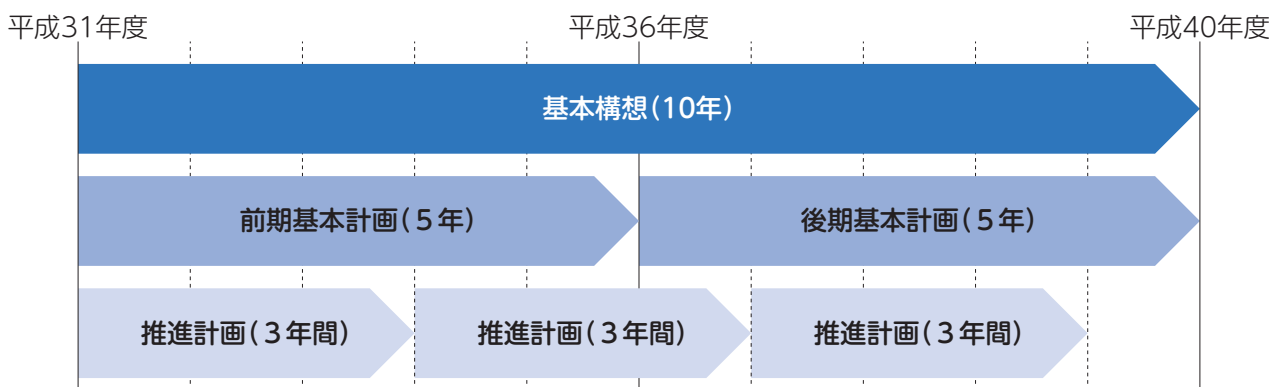 平成31年度
平成36年度
平成40年度
基本構想(10年)
前期基本計画(5年)
後期基本計画(5年)
推進計画(3年間)
推進計画(3年間)
推進計画(3年間)